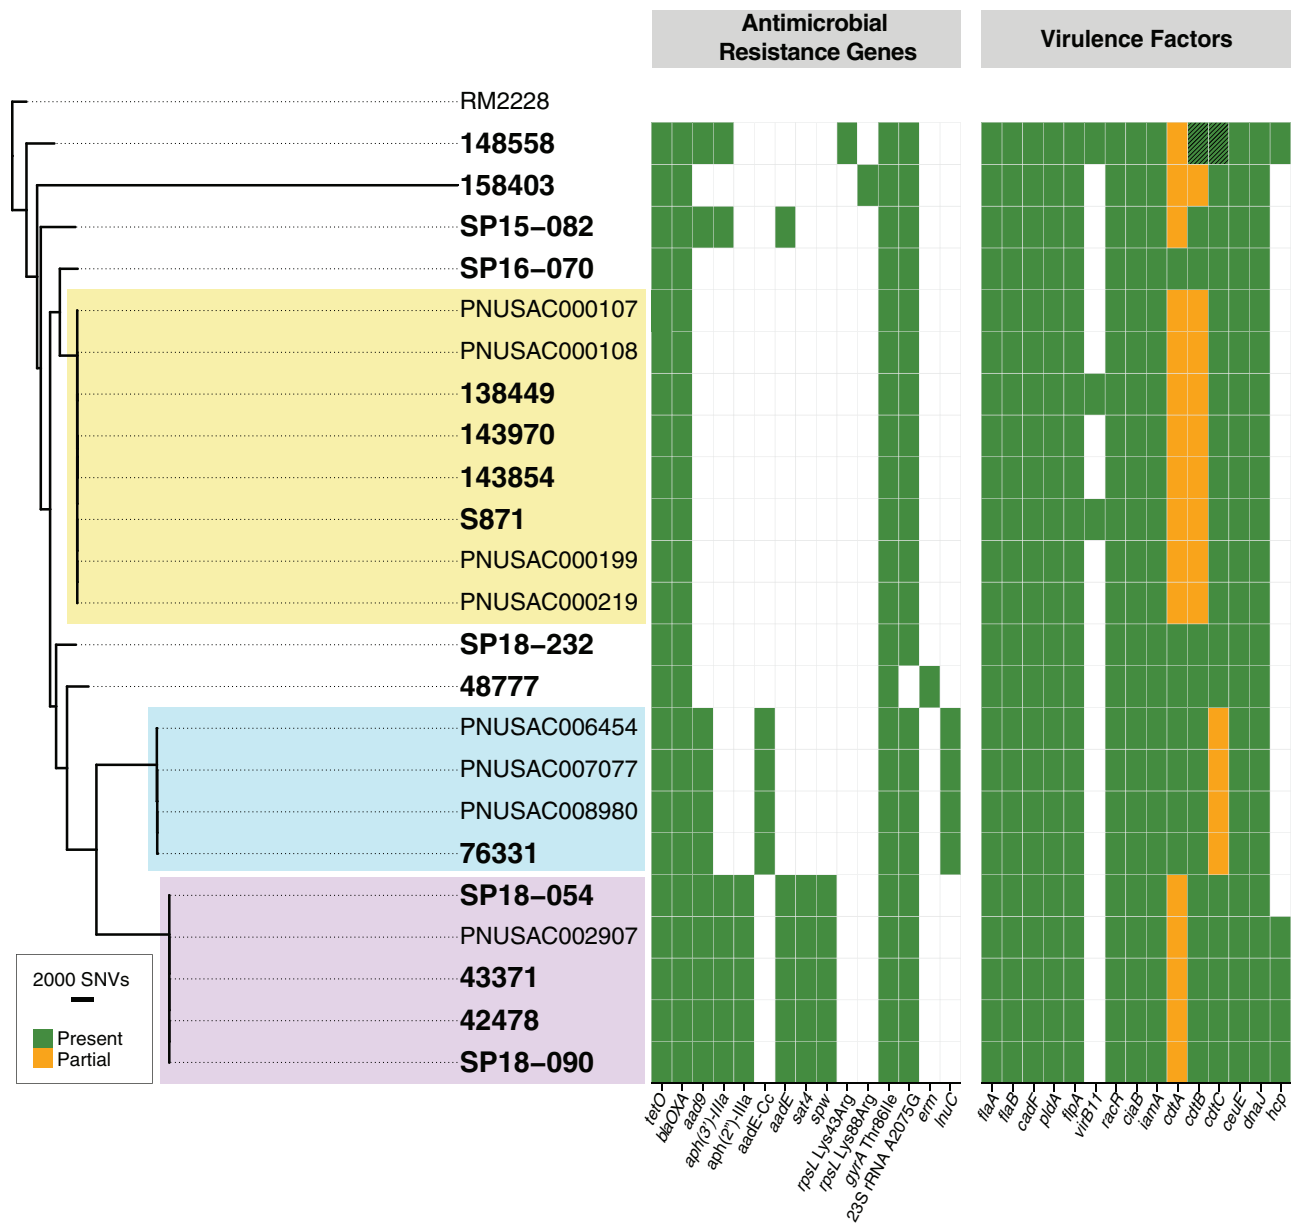 Antimicrobial
Resistance Genes
Virulence Factors
RM2228
148558
158403
SP15−082
SP16−070
PNUSAC000107
PNUSAC000108
138449
143970
143854
S871
PNUSAC000199
PNUSAC000219
SP18−232
48777
PNUSAC006454
PNUSAC007077
PNUSAC008980
76331
SP18−054
PNUSAC002907
43371
42478
SP18−090
2000 SNVs
Present
Partial
tetO
blaOXA
aad9
aph(3')-IIIa
aph(2")-IIIa
aadE-Cc
aadE
sat4
spw
rpsL Lys43Arg
rpsL Lys88Arg
gyrA Thr86Ile
23S rRNA A2075G
erm
lnuC
flaA
flaB
cadF
pldA
flpA
virB11
racR
ciaB
iamA
cdtA
cdtB
cdtC
ceuE
dnaJ
hcp